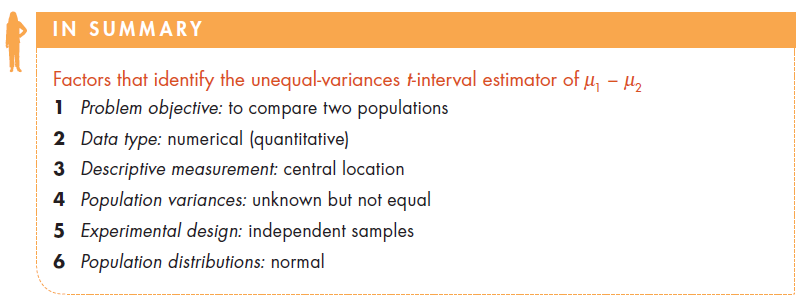 IN SUMMARY
Factors that identify the unequal-variances t-interval estimator of μ₁ – μ₂
1 Problem objective: to compare two populations
2 Data type: numerical (quantitative)
3 Descriptive measurement: central location
4 Population variances: unknown but not equal
5 Experimental design: independent samples
6 Population distributions: normal